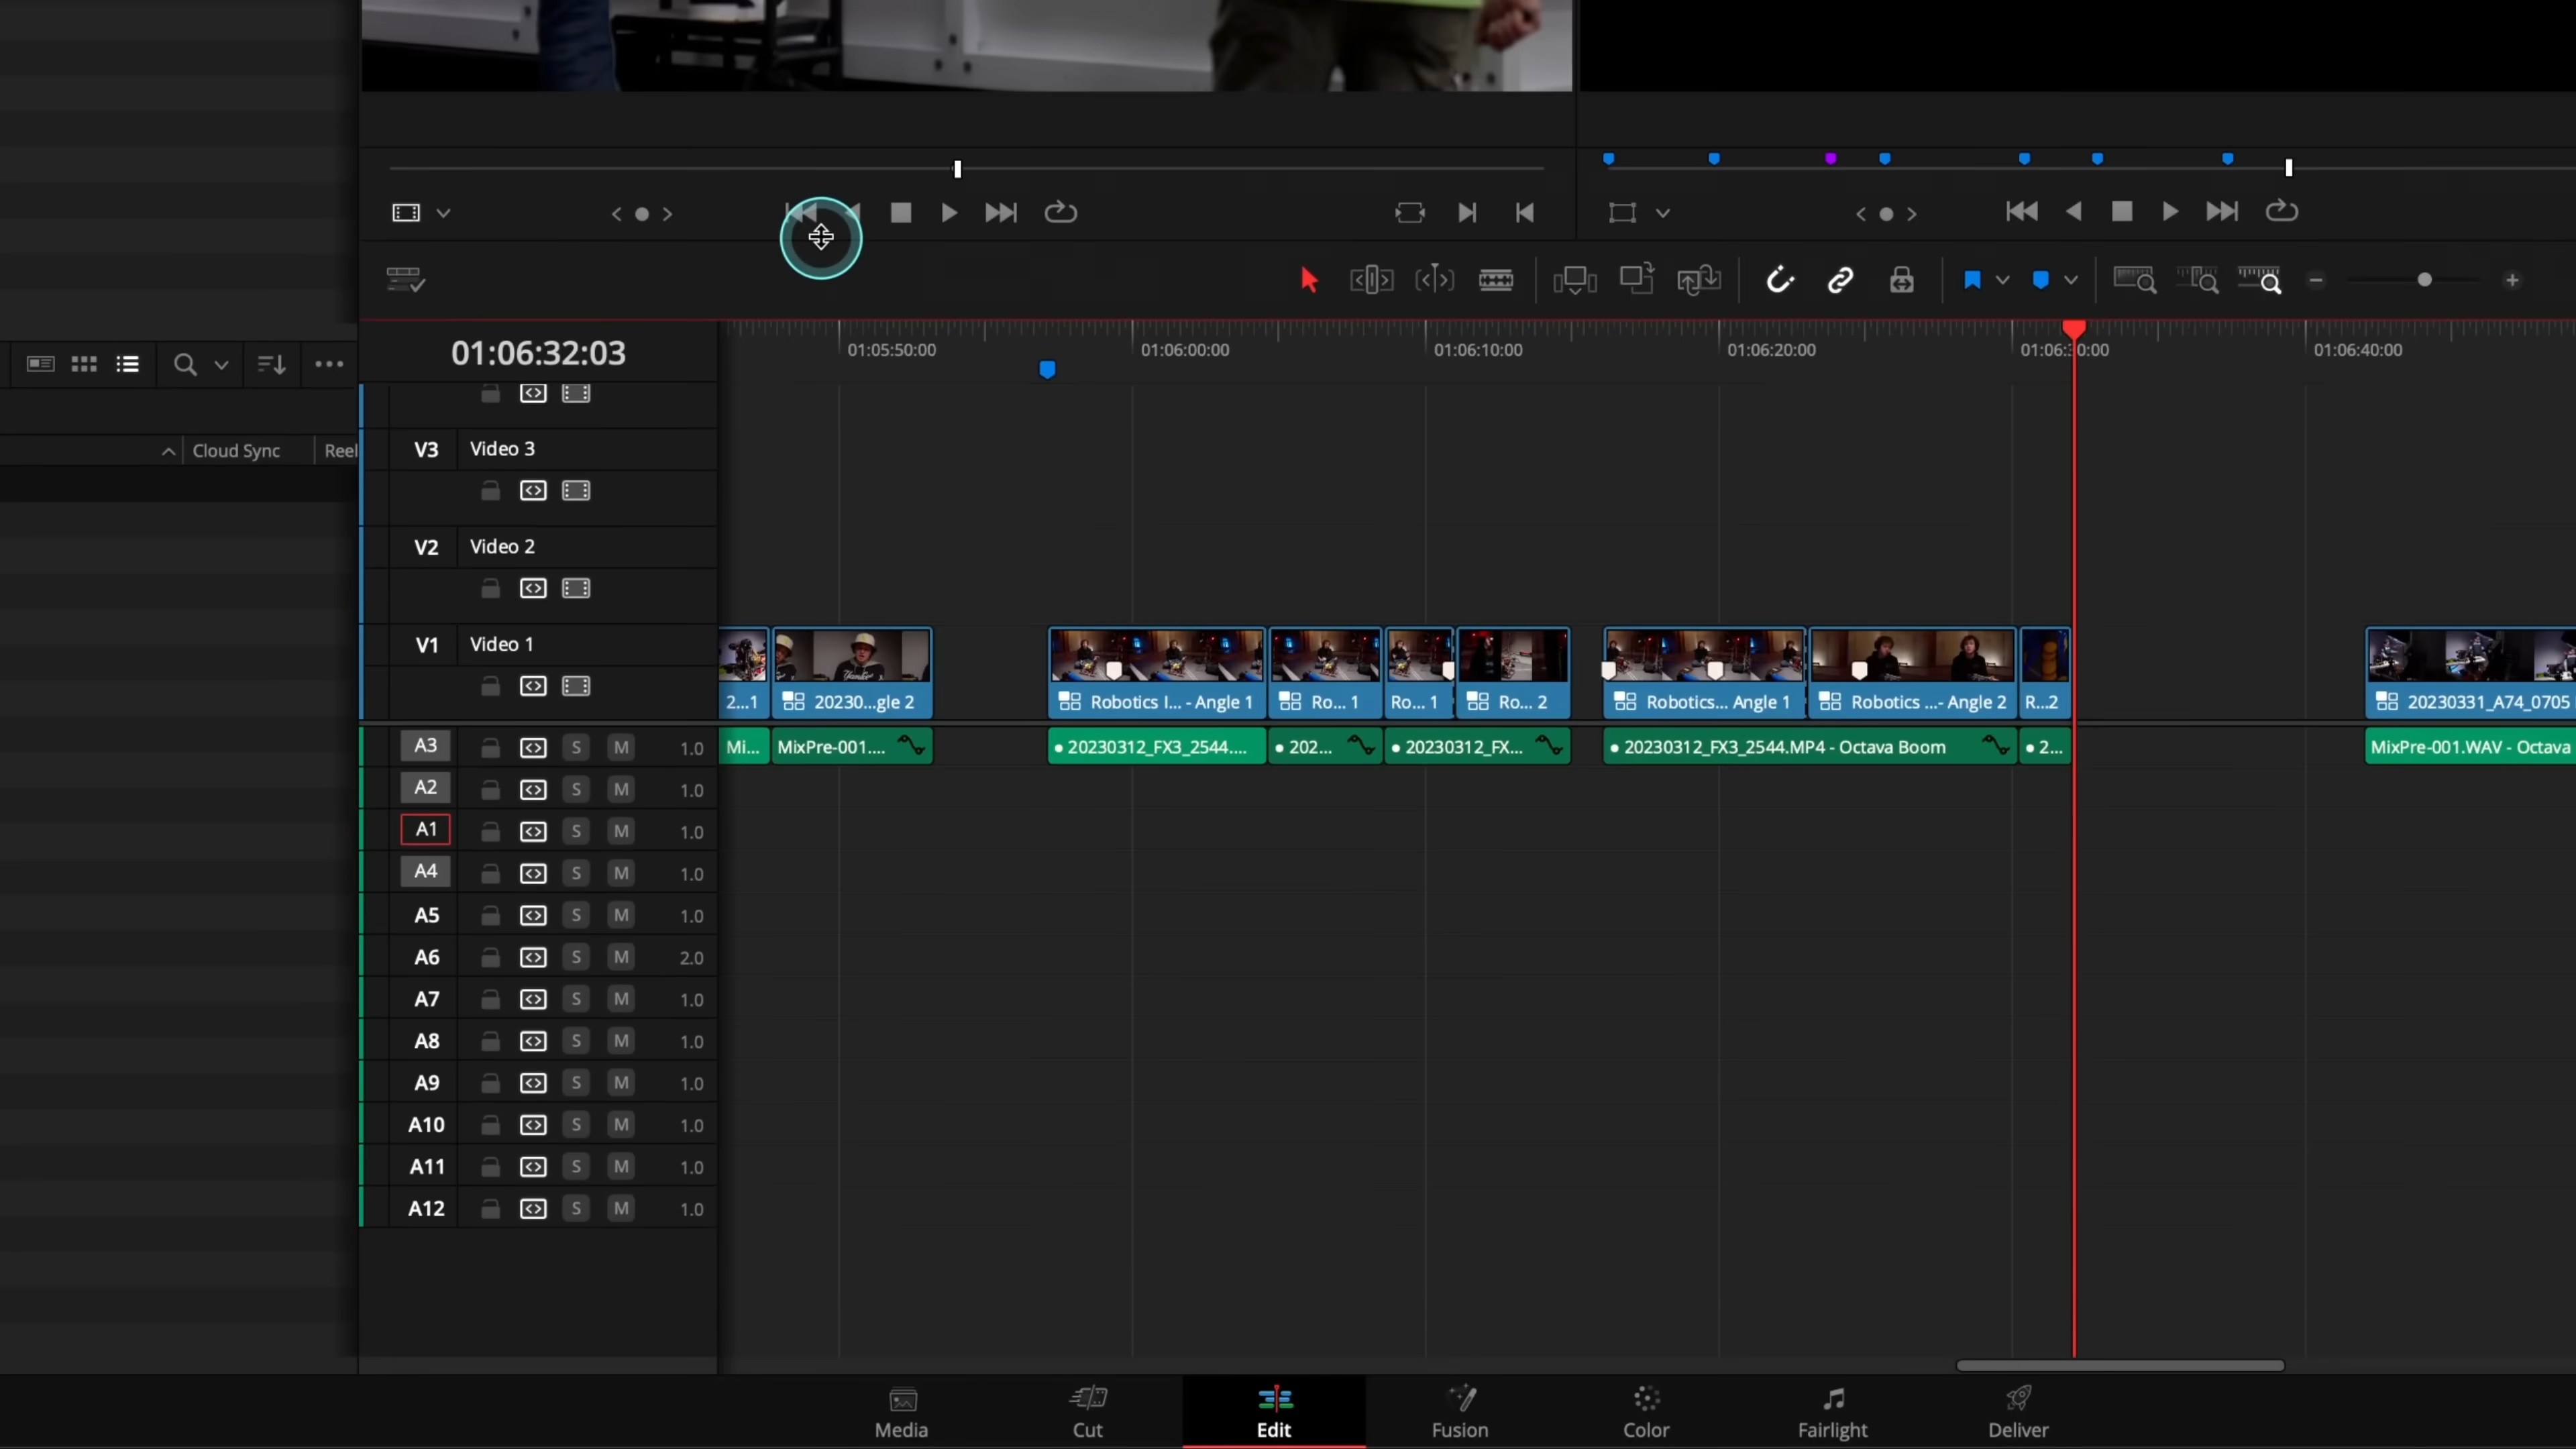 01:06:32:03
01:05:50:00
01:06:00:00
01:06:10:00
01:06:20:00
01:06:30:00
01:06:40:00
Cloud Sync
Reel
V3 Video 3
V2 Video 2
V1 Video 1
2...1
20230...gle 2
Robotics I... - Angle 1
Ro... 1
Ro... 1
Ro... 2
Robotics... Angle 1
Robotics ...- Angle 2
R...2
20230331_A74_0705
A3 S M 1.0
Mi...
MixPre-001....
20230312_FX3_2544....
202...
20230312_FX...
20230312_FX3_2544.MP4 - Octava Boom
2...
MixPre-001.WAV - Octava
A2 S M 1.0
A1 S M 1.0
A4 S M 1.0
A5 S M 1.0
A6 S M 2.0
A7 S M 1.0
A8 S M 1.0
A9 S M 1.0
A10 S M 1.0
A11 S M 1.0
A12 S M 1.0
Media
Cut
Edit
Fusion
Color
Fairlight
Deliver